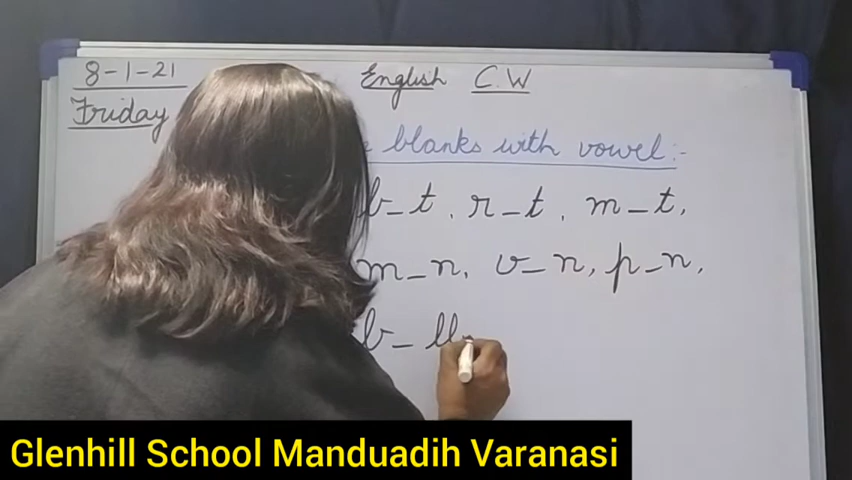 8-1-21 English C.W
Friday
blanks with vowel:-
b_t, r_t, m_t,
m_n, v_n, p_n,
b_ll
Glenhill School Manduadih Varanasi